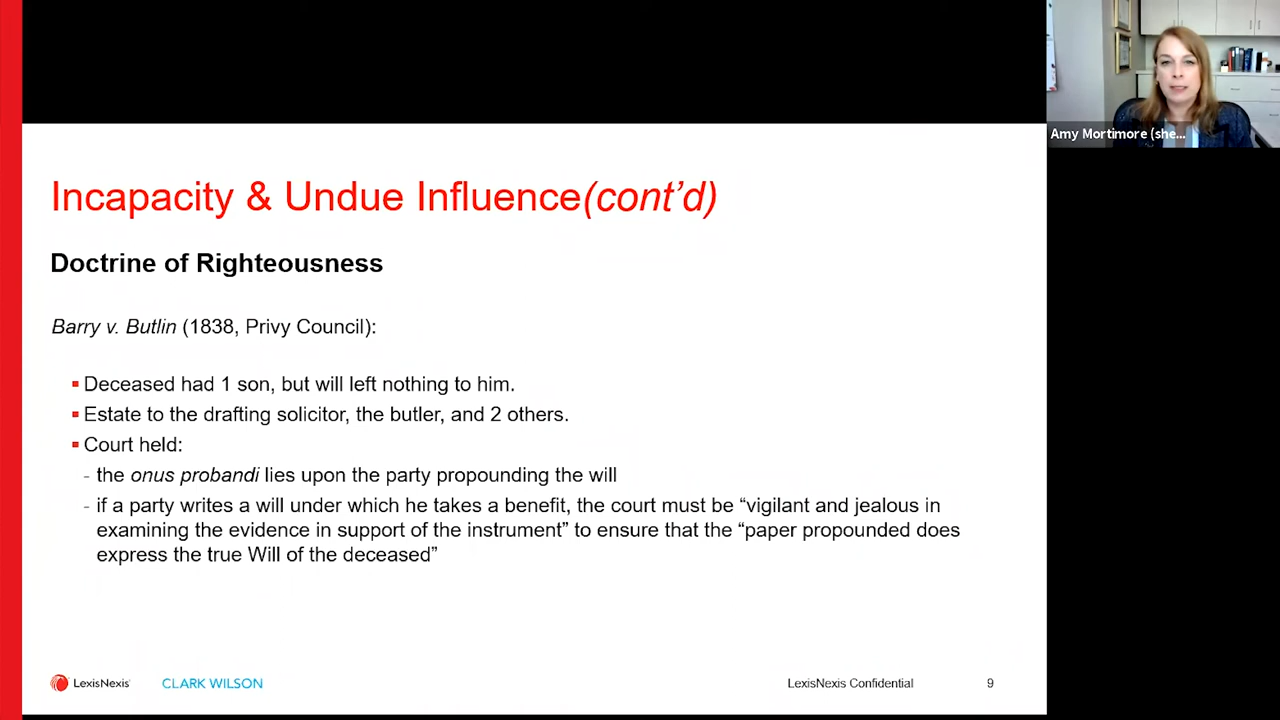 Amy Mortimore (she...
Incapacity & Undue Influence(cont’d)
Doctrine of Righteousness
Barry v. Butlin (1838, Privy Council):
▪ Deceased had 1 son, but will left nothing to him.
▪ Estate to the drafting solicitor, the butler, and 2 others.
▪ Court held:
- the onus probandi lies upon the party propounding the will
- if a party writes a will under which he takes a benefit, the court must be “vigilant and jealous in
examining the evidence in support of the instrument” to ensure that the “paper propounded does
express the true Will of the deceased”
LexisNexis® CLARK WILSON LexisNexis Confidential 9